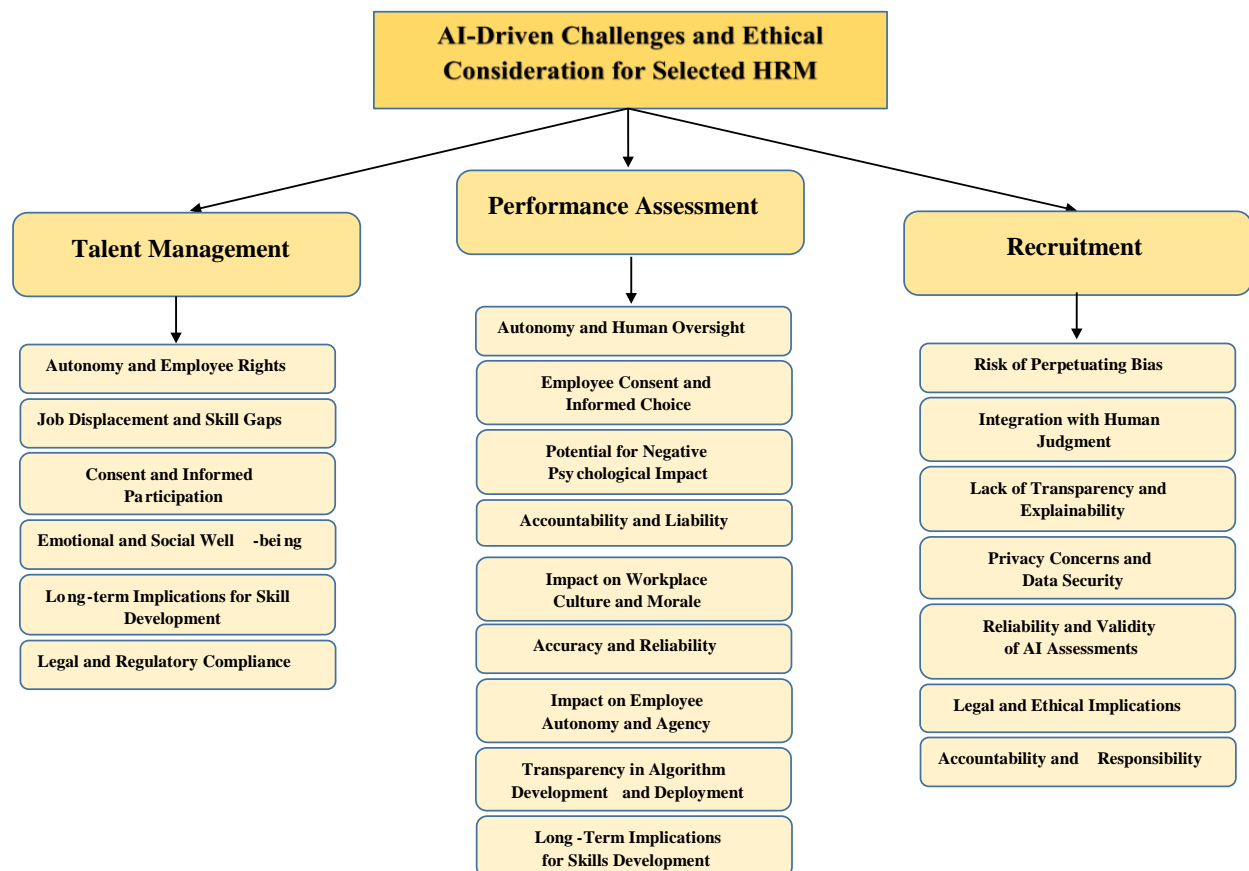 AI-Driven Challenges and Ethical
Consideration for Selected HRM
Talent Management
Autonomy and Employee Rights
Job Displacement and Skill Gaps
Consent and Informed
Participation
Emotional and Social Well -being
Long-term Implications for Skill
Development
Legal and Regulatory Compliance
Performance Assessment
Autonomy and Human Oversight
Employee Consent and
Informed Choice
Potential for Negative
Psychological Impact
Accountability and Liability
Impact on Workplace
Culture and Morale
Accuracy and Reliability
Impact on Employee
Autonomy and Agency
Transparency in Algorithm
Development and Deployment
Long -Term Implications
for Skills Development
Recruitment
Risk of Perpetuating Bias
Integration with Human
Judgment
Lack of Transparency and
Explainability
Privacy Concerns and
Data Security
Reliability and Validity
of AI Assessments
Legal and Ethical Implications
Accountability and Responsibility